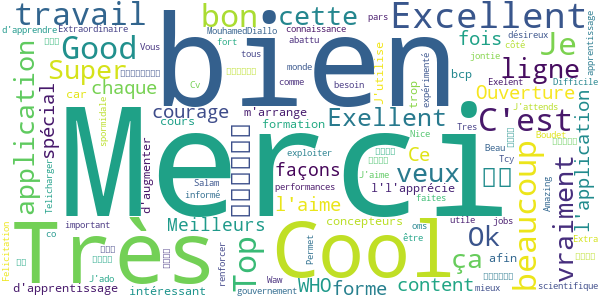 travail
d'apprendre
Extraordinaire
Good
Super
application
spécial
chaque
car
Vous
bon
MouhamedDiallo
fort
tous
cette
connaissance
abattu
pars
monde
comme
besoin
Excellent
fois
bcp
désireux
côté
Je
ligne
jontie
Exelent
Difficile
apprentissage
bien
J'utilise
trop
expérimenté
Ouverture
C'est
J'attends
courage
m'arrange
cours
formation
Exellent
Nice
Tres
Beau
Boudet
Tcy
Merci
Telicharger
spormidale
d'augmenter
Cv
exploiter
façons
performances
Salam
informé
l'aime
J'aime
Ce
veux
l'l'apprécie
faites
beaucoup
Amazing
vraiment
l'application
Meilleurs
concepteurs
Très
Felicitation
important
co
J'ado
d'apprentissage
intéressant
Top
renforcer
Waw
gouvernement
WHO
Permet
forme
Cool
oms
être
content
Ok
ça
afin
utile
jobs
mieux
Extra
scientifique